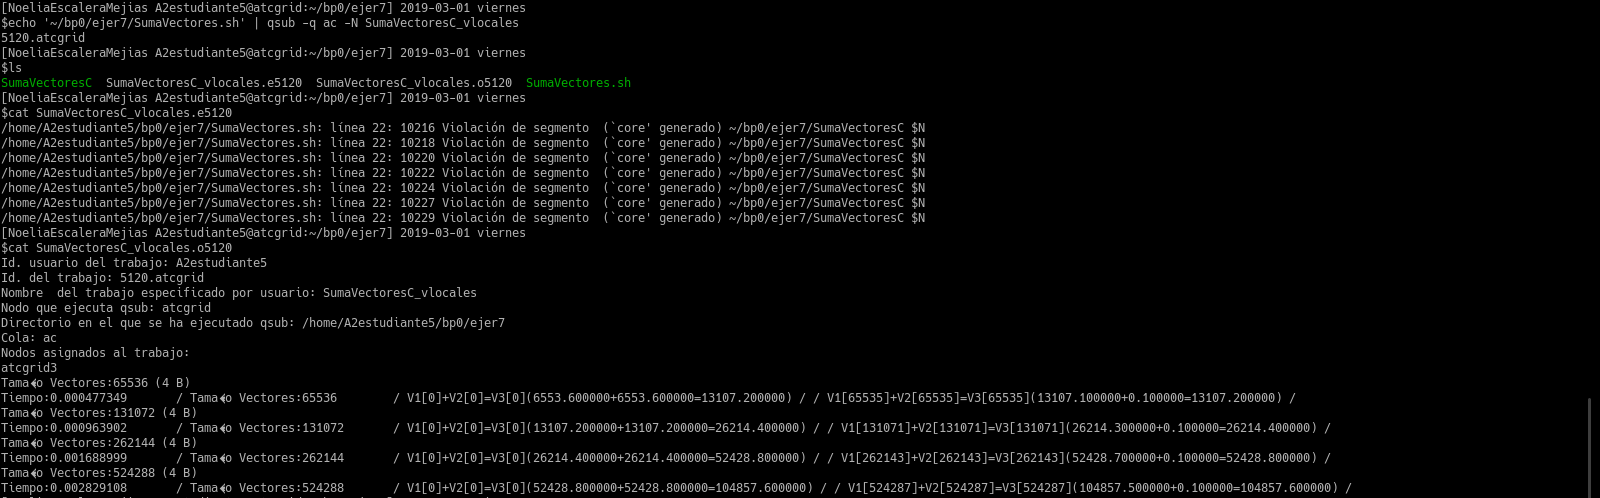 [NoeliaEscaleraMejias A2estudiante5@atcgrid:~/bp0/ejer7] 2019-03-01 viernes
$echo '~/bp0/ejer7/SumaVectores.sh' | qsub -q ac -N SumaVectoresC_vlocales
5120.atcgrid
[NoeliaEscaleraMejias A2estudiante5@atcgrid:~/bp0/ejer7] 2019-03-01 viernes
$ls
SumaVectoresC  SumaVectoresC_vlocales.e5120  SumaVectoresC_vlocales.o5120  SumaVectores.sh
[NoeliaEscaleraMejias A2estudiante5@atcgrid:~/bp0/ejer7] 2019-03-01 viernes
$cat SumaVectoresC_vlocales.e5120
/home/A2estudiante5/bp0/ejer7/SumaVectores.sh: línea 22: 10216 Violación de segmento  (`core' generado) ~/bp0/ejer7/SumaVectoresC $N
/home/A2estudiante5/bp0/ejer7/SumaVectores.sh: línea 22: 10218 Violación de segmento  (`core' generado) ~/bp0/ejer7/SumaVectoresC $N
/home/A2estudiante5/bp0/ejer7/SumaVectores.sh: línea 22: 10220 Violación de segmento  (`core' generado) ~/bp0/ejer7/SumaVectoresC $N
/home/A2estudiante5/bp0/ejer7/SumaVectores.sh: línea 22: 10222 Violación de segmento  (`core' generado) ~/bp0/ejer7/SumaVectoresC $N
/home/A2estudiante5/bp0/ejer7/SumaVectores.sh: línea 22: 10224 Violación de segmento  (`core' generado) ~/bp0/ejer7/SumaVectoresC $N
/home/A2estudiante5/bp0/ejer7/SumaVectores.sh: línea 22: 10227 Violación de segmento  (`core' generado) ~/bp0/ejer7/SumaVectoresC $N
/home/A2estudiante5/bp0/ejer7/SumaVectores.sh: línea 22: 10229 Violación de segmento  (`core' generado) ~/bp0/ejer7/SumaVectoresC $N
[NoeliaEscaleraMejias A2estudiante5@atcgrid:~/bp0/ejer7] 2019-03-01 viernes
$cat SumaVectoresC_vlocales.o5120
Id. usuario del trabajo: A2estudiante5
Id. del trabajo: 5120.atcgrid
Nombre  del trabajo especificado por usuario: SumaVectoresC_vlocales
Nodo que ejecuta qsub: atcgrid
Directorio en el que se ha ejecutado qsub: /home/A2estudiante5/bp0/ejer7
Cola: ac
Nodos asignados al trabajo:
atcgrid3
Tama�o Vectores:65536 (4 B)
Tiempo:0.000477349       / Tama�o Vectores:65536        / V1[0]+V2[0]=V3[0](6553.600000+6553.600000=13107.200000) / / V1[65535]+V2[65535]=V3[65535](13107.100000+0.100000=13107.200000) /
Tama�o Vectores:131072 (4 B)
Tiempo:0.000963902       / Tama�o Vectores:131072       / V1[0]+V2[0]=V3[0](13107.200000+13107.200000=26214.400000) / / V1[131071]+V2[131071]=V3[131071](26214.300000+0.100000=26214.400000) /
Tama�o Vectores:262144 (4 B)
Tiempo:0.001688999       / Tama�o Vectores:262144       / V1[0]+V2[0]=V3[0](26214.400000+26214.400000=52428.800000) / / V1[262143]+V2[262143]=V3[262143](52428.700000+0.100000=52428.800000) /
Tama�o Vectores:524288 (4 B)
Tiempo:0.002829108       / Tama�o Vectores:524288       / V1[0]+V2[0]=V3[0](52428.800000+52428.800000=104857.600000) / / V1[524287]+V2[524287]=V3[524287](104857.500000+0.100000=104857.600000) /